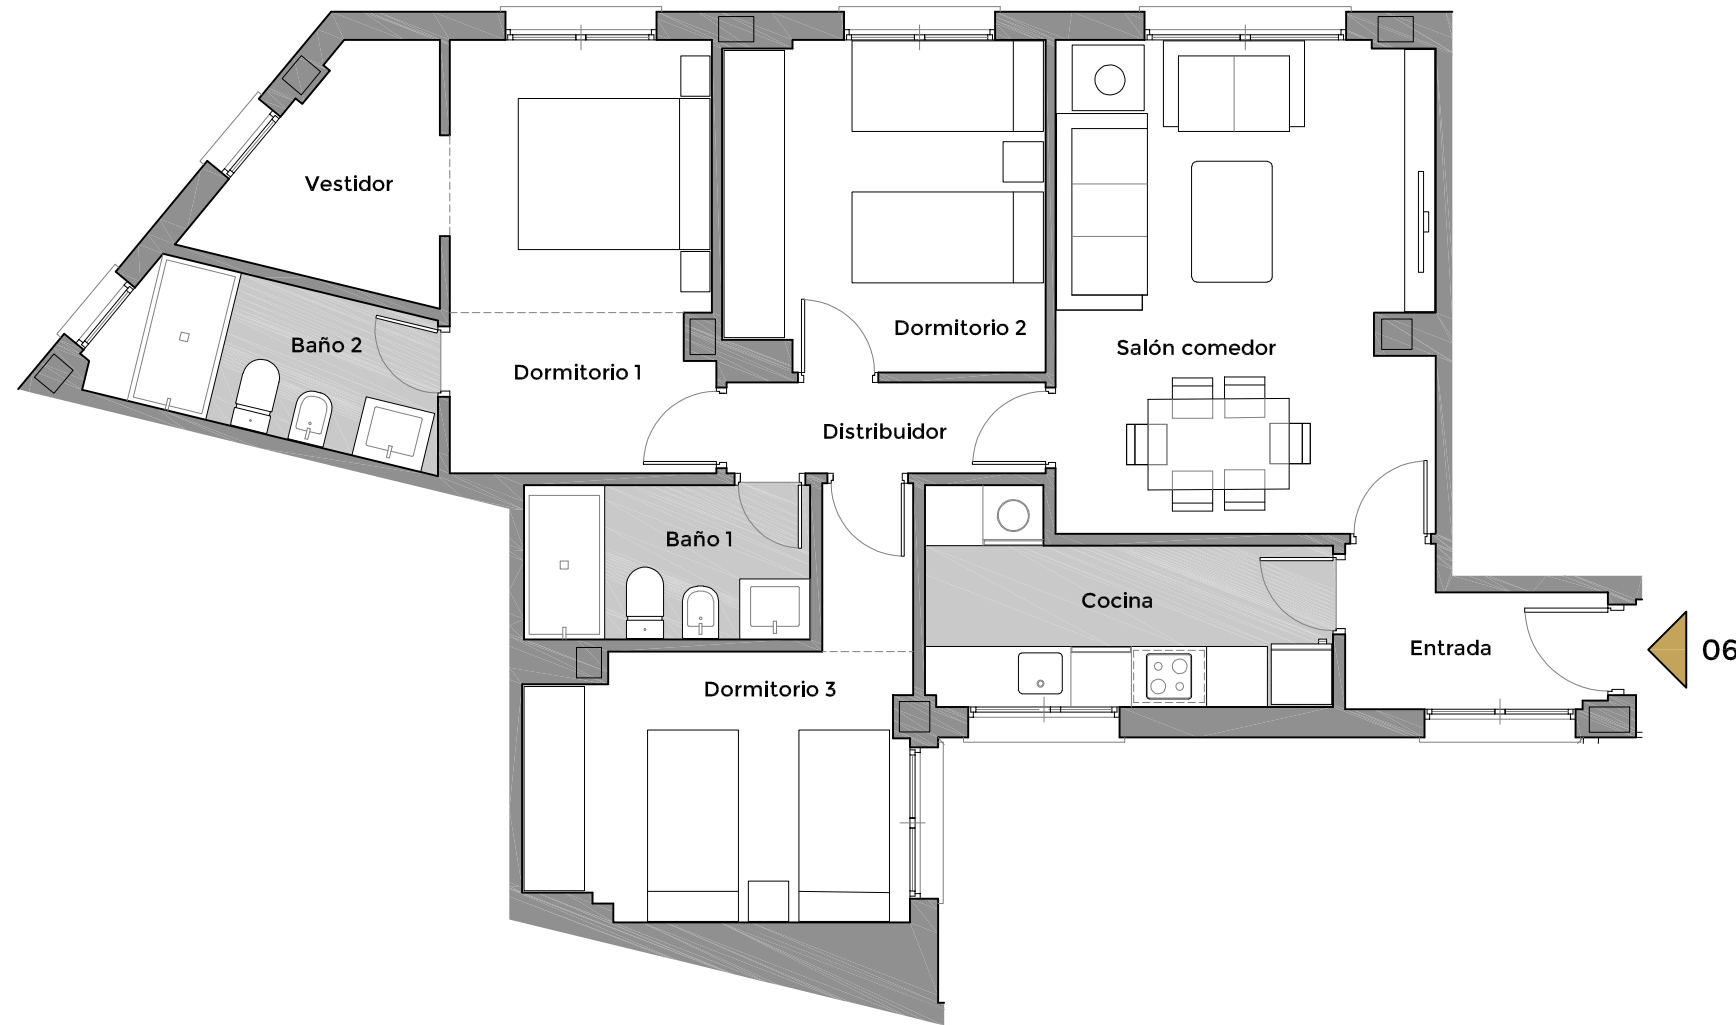 Vestidor
Dormitorio 2
Baño 2
Salón comedor
Dormitorio 1
Distribuidor
Baño 1
Cocina
Entrada
06
Dormitorio 3